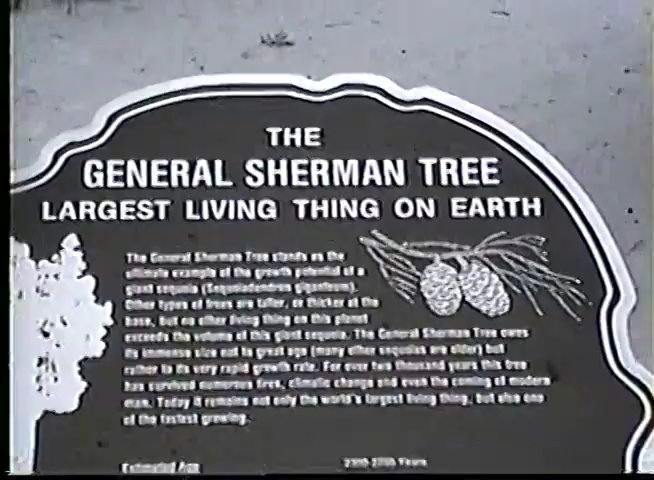 THE
GENERAL SHERMAN TREE
LARGEST LIVING THING ON EARTH
The General Sherman Tree stands as the
ultimate example of the growth potential of a
giant sequoia (Sequoiadendron giganteum).
Other types of trees are taller, or thicker at the
base, but no other living thing on this planet
exceeds the volume of this giant sequoia. The General Sherman Tree owes
its immense size not to great age (many other sequoias are older) but
rather to its very rapid growth rate. For over two thousand years this tree
has survived numerous fires, climatic change and even the coming of modern
man. Today it remains not only the world's largest living thing, but also one
of the fastest growing.
Estimated Age Years